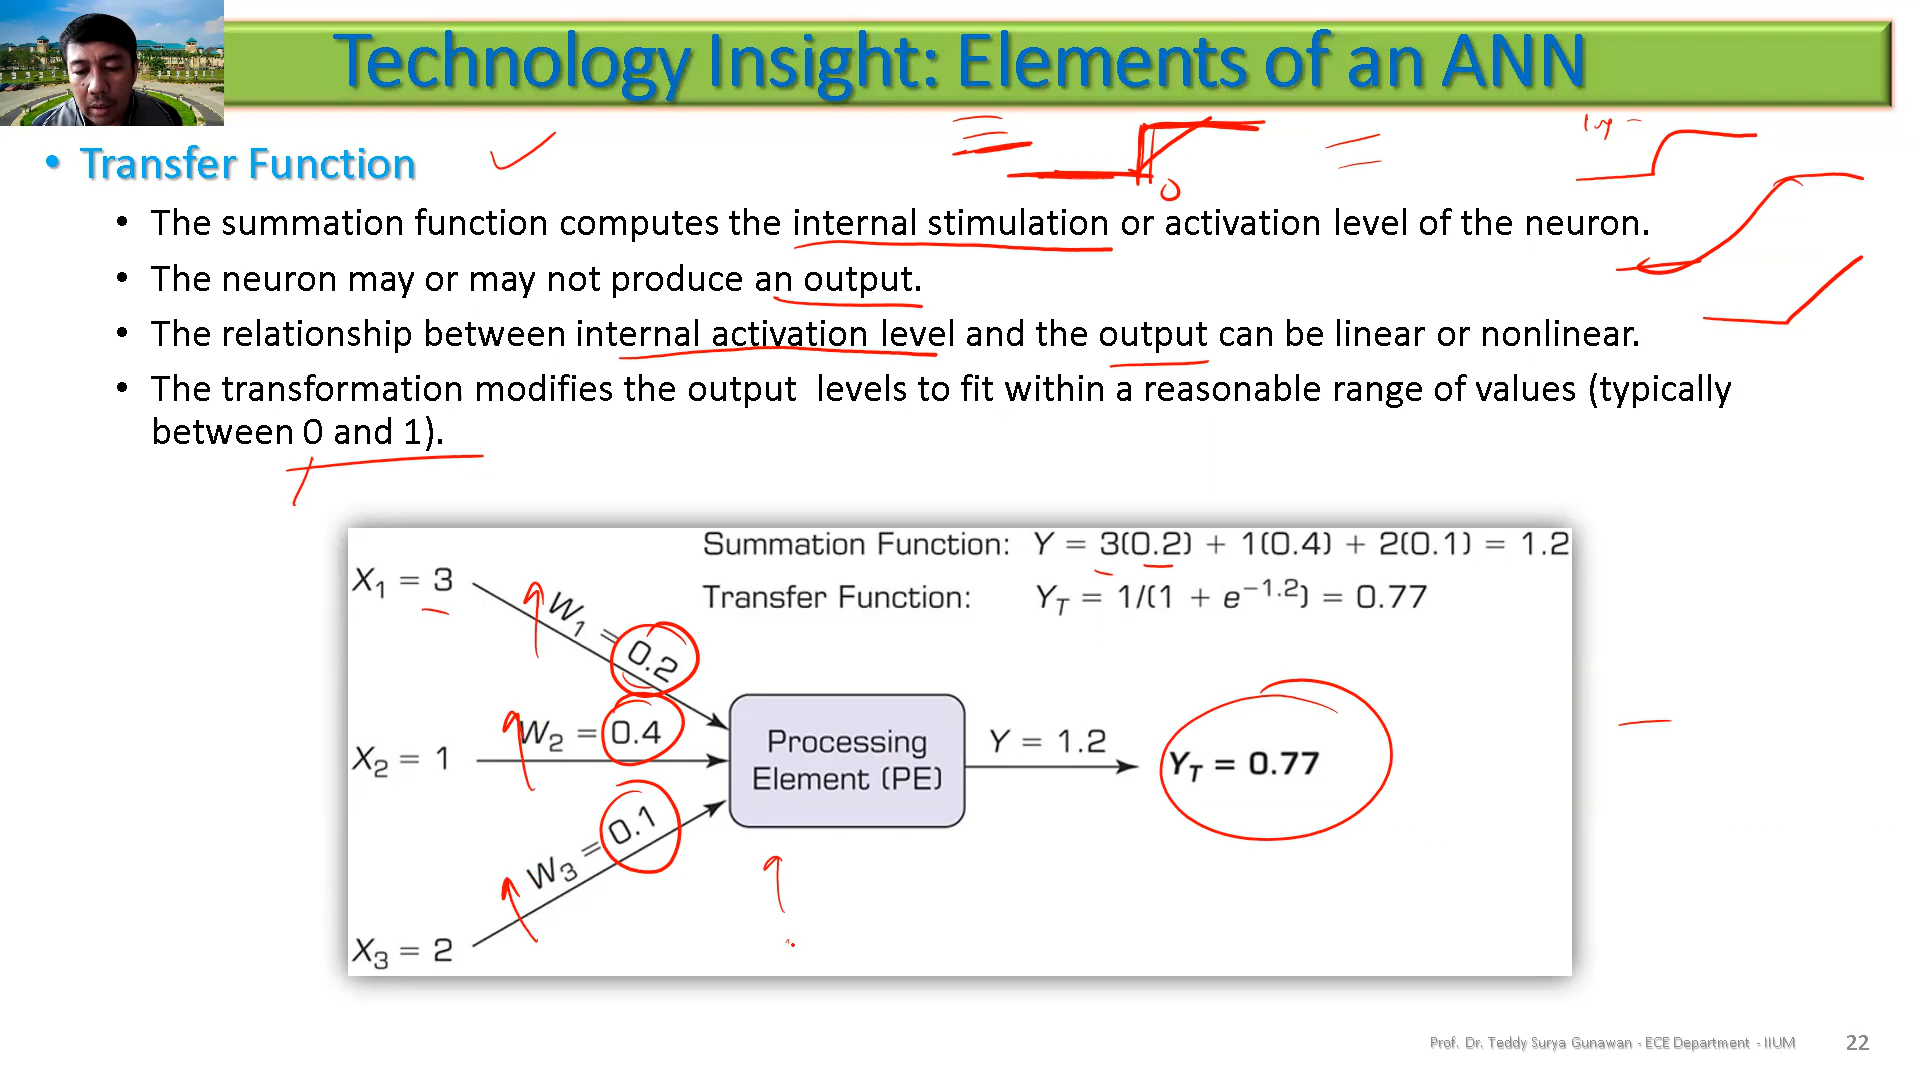 Technology Insight: Elements of an ANN
• Transfer Function
• The summation function computes the internal stimulation or activation level of the neuron.
• The neuron may or may not produce an output.
• The relationship between internal activation level and the output can be linear or nonlinear.
• The transformation modifies the output levels to fit within a reasonable range of values (typically
between 0 and 1).
0
Summation Function: Y = 3(0.2) + 1(0.4) + 2(0.1) = 1.2
Transfer Function: Y_T = 1/(1 + e^{-1.2}) = 0.77
X₁ = 3
W₁ = 0.2
X₂ = 1
W₂ = 0.4
Processing
Element (PE)
Y = 1.2
Y_T = 0.77
W₃ = 0.1
X₃ = 2
Prof. Dr. Teddy Surya Gunawan - ECE Department - IIUM 22